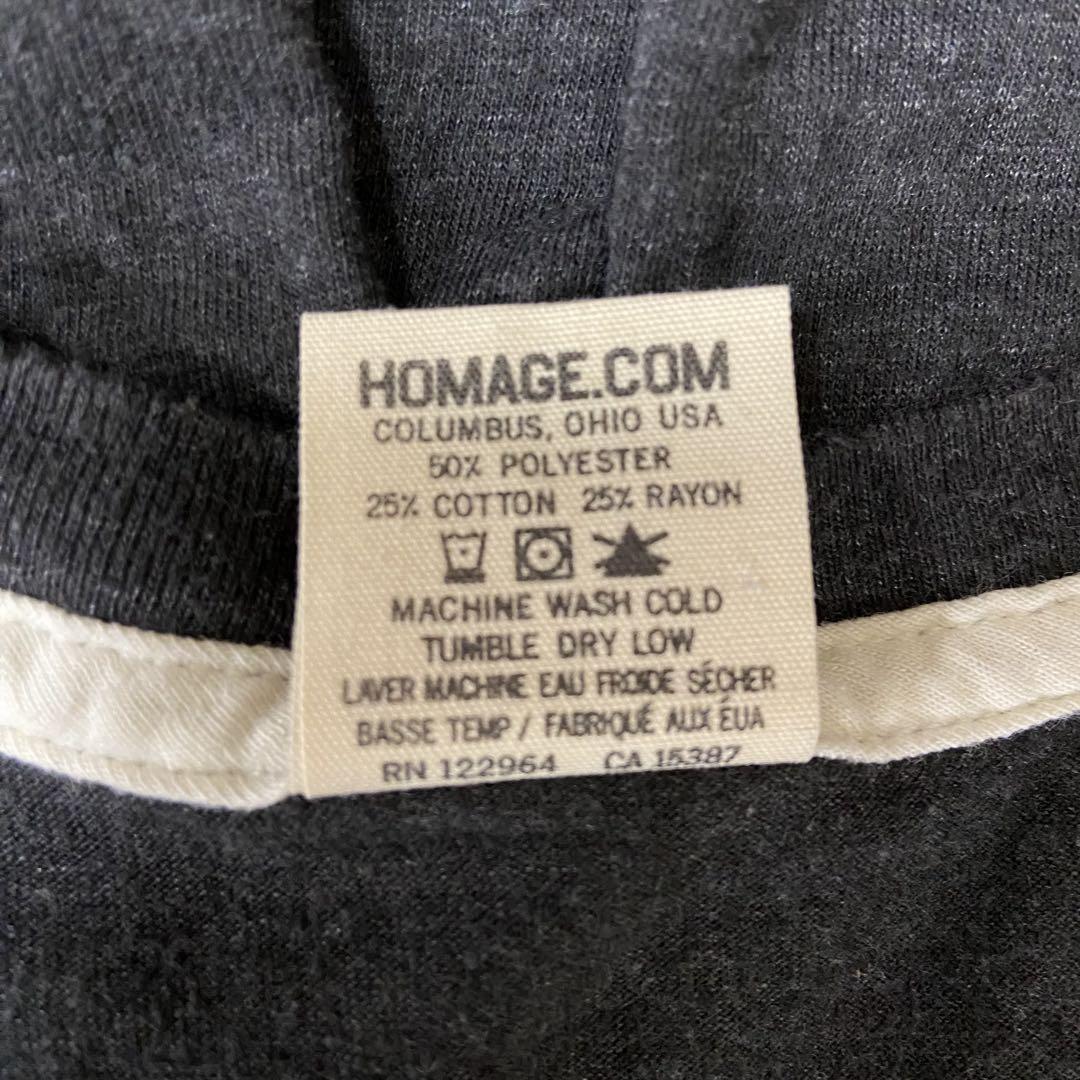 HOMAGE.COM
COLUMBUS, OHIO USA
50% POLYESTER
25% COTTON 25% RAYON
MACHINE WASH COLD
TUMBLE DRY LOW
LAVER MACHINE EAU FROIDE SÉCHER
BASSE TEMP / FABRIQUÉ AUX ÉUA
RN 122964 CA 15387